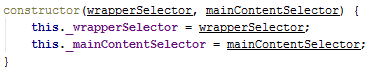 constructor(wrapperSelector, mainContentSelector) {
    this._wrapperSelector = wrapperSelector;
    this._mainContentSelector = mainContentSelector;
}